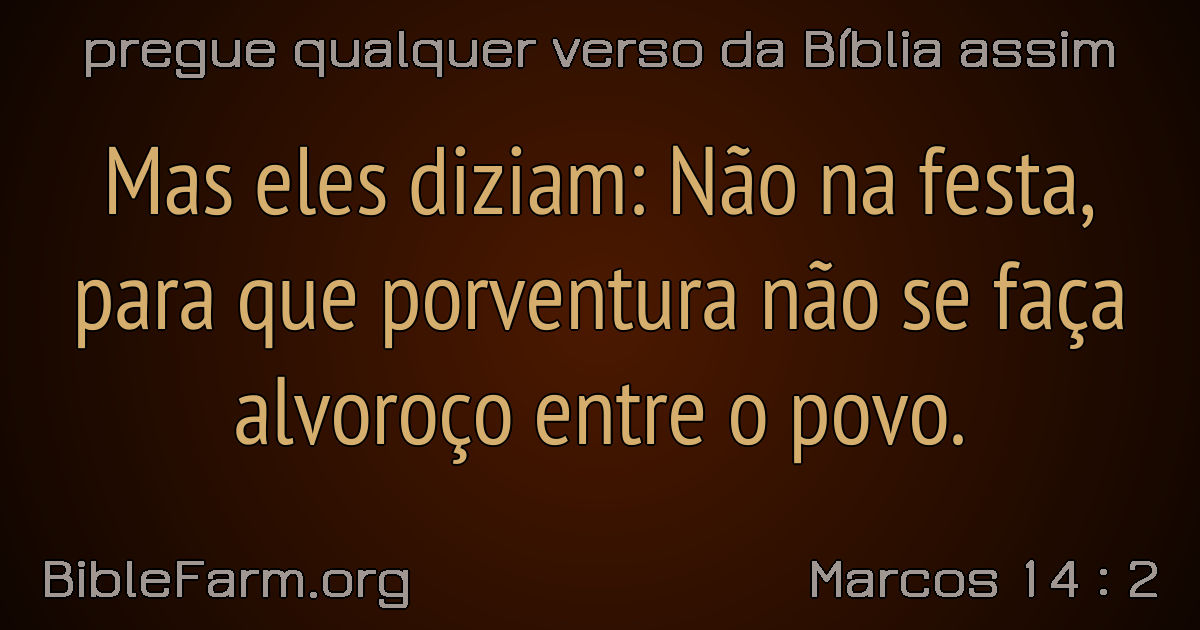 pregue qualquer verso da Bíblia assim
Mas eles diziam: Não na festa,
para que porventura não se faça
alvoroço entre o povo.
BibleFarm.org
Marcos 14 : 2